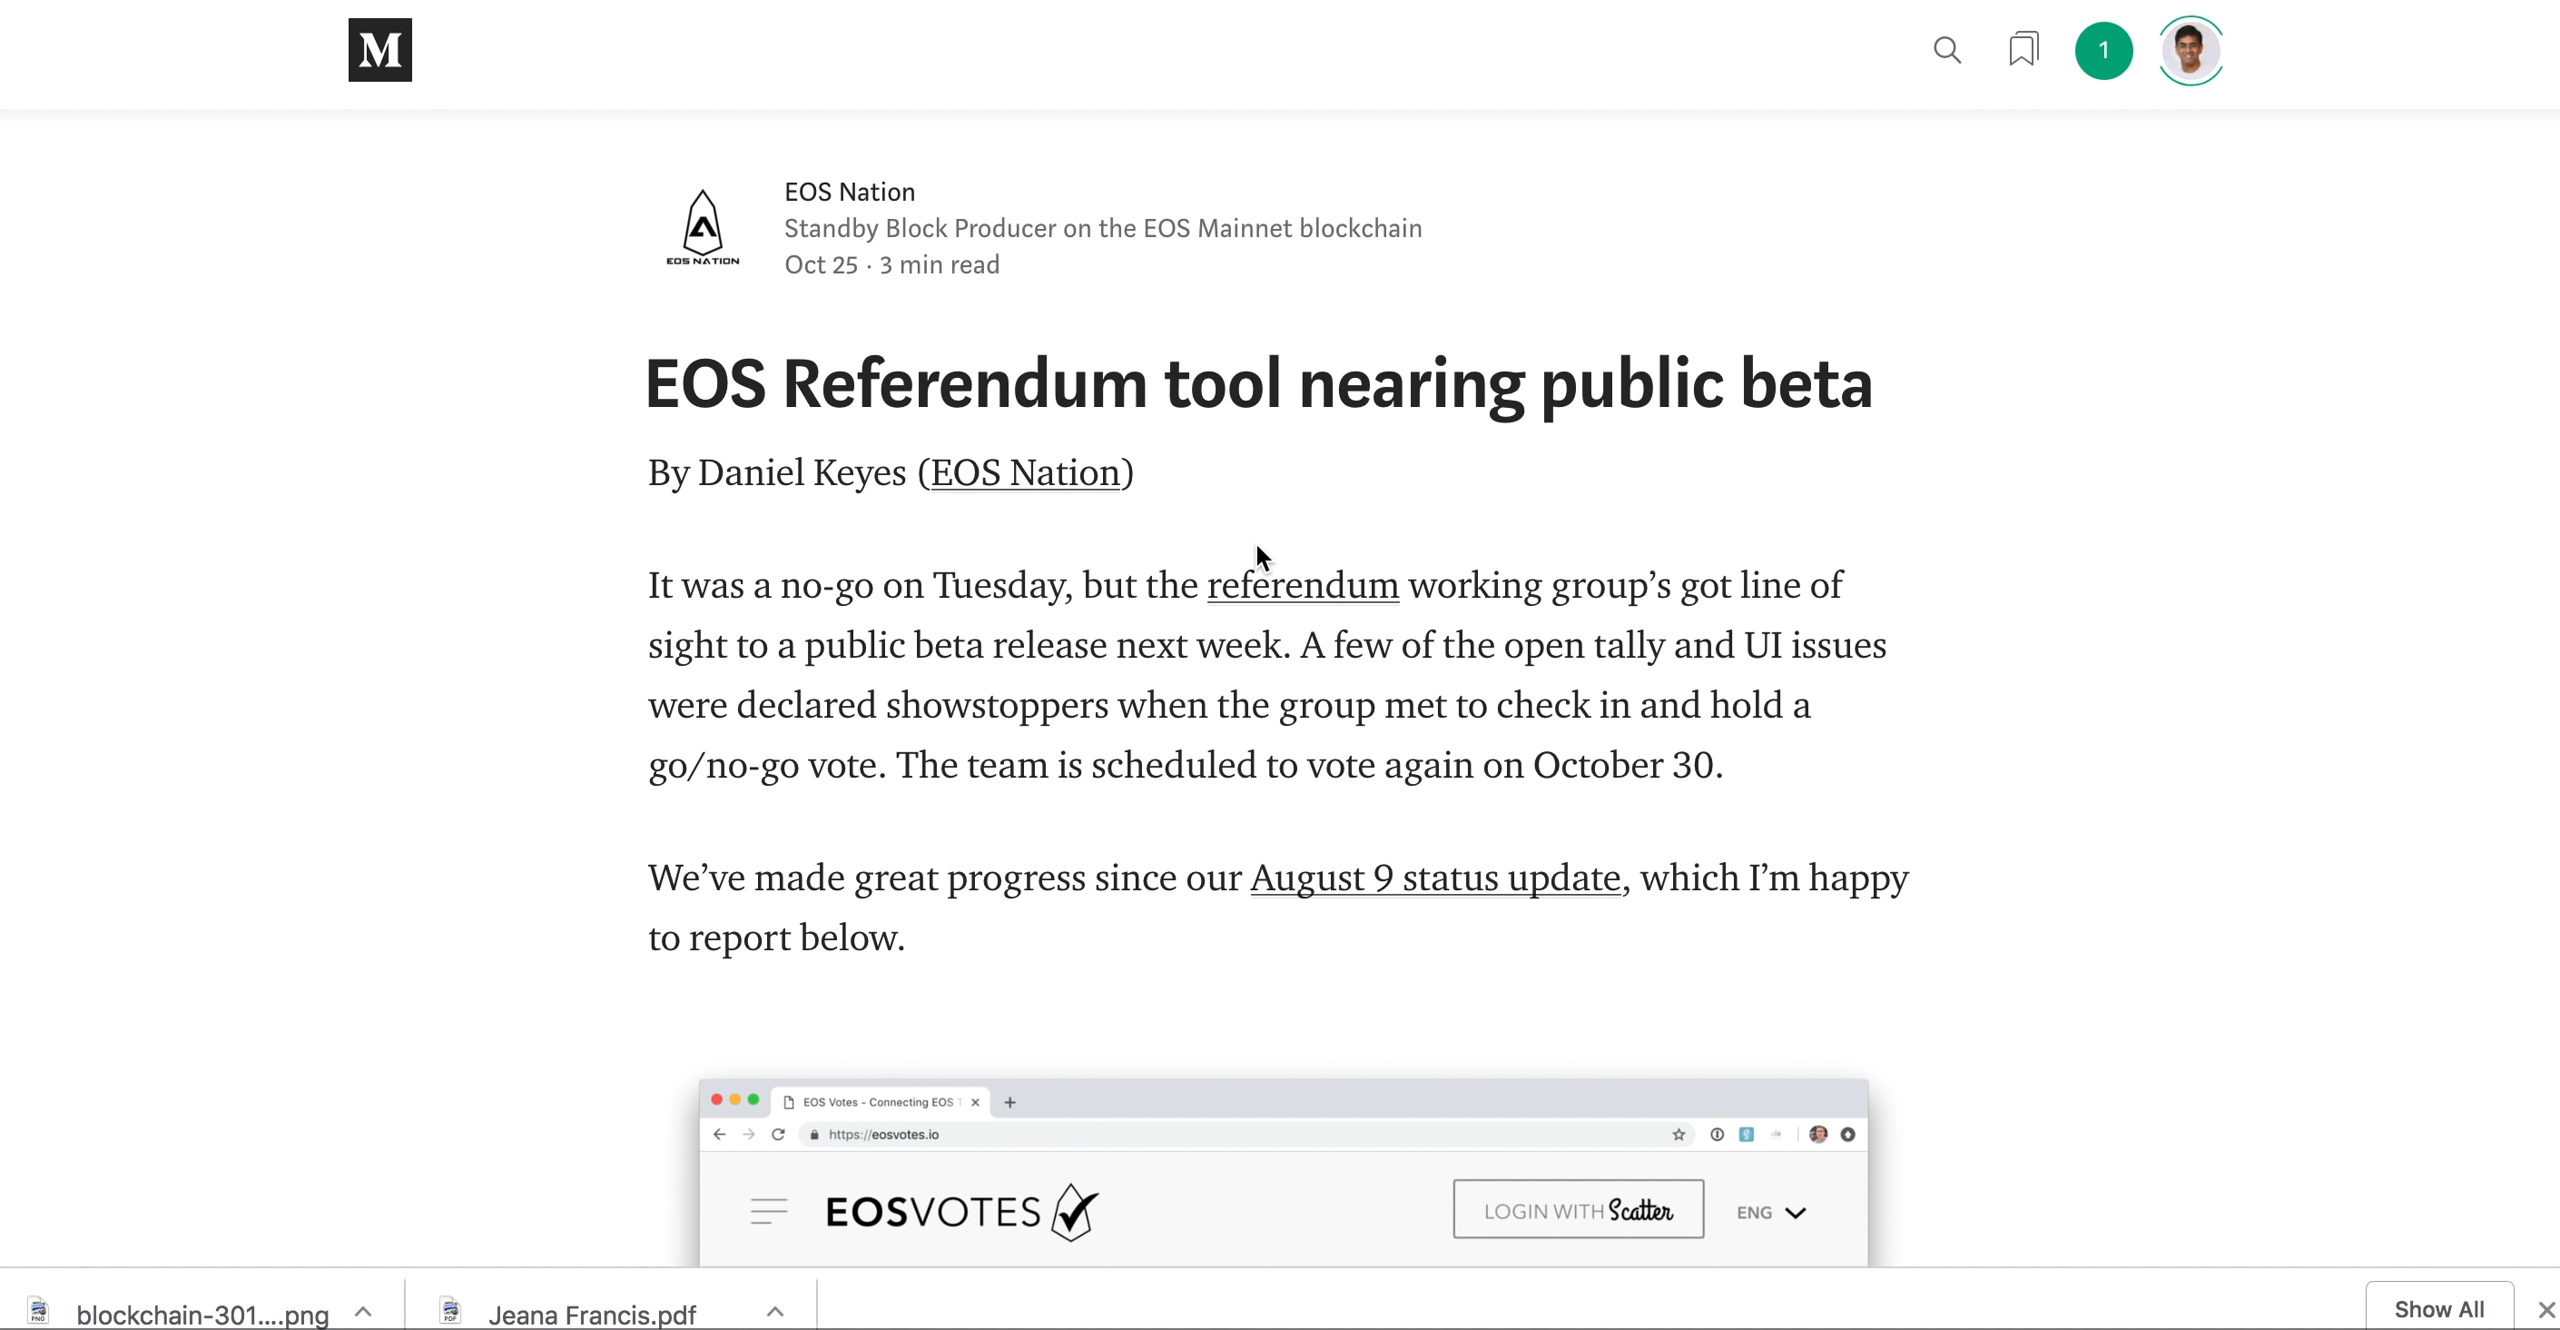 M
1
EOS NATION
EOS Nation
Standby Block Producer on the EOS Mainnet blockchain
Oct 25 · 3 min read
EOS Referendum tool nearing public beta
By Daniel Keyes (EOS Nation)
It was a no-go on Tuesday, but the referendum working group’s got line of
sight to a public beta release next week. A few of the open tally and UI issues
were declared showstoppers when the group met to check in and hold a
go/no-go vote. The team is scheduled to vote again on October 30.
We’ve made great progress since our August 9 status update, which I’m happy
to report below.
EOS Votes - Connecting EOS T
https://eosvotes.io
EOSVOTES
LOGIN WITH Scatter
ENG
PNG
blockchain-301....png
PDF
Jeana Francis.pdf
Show All